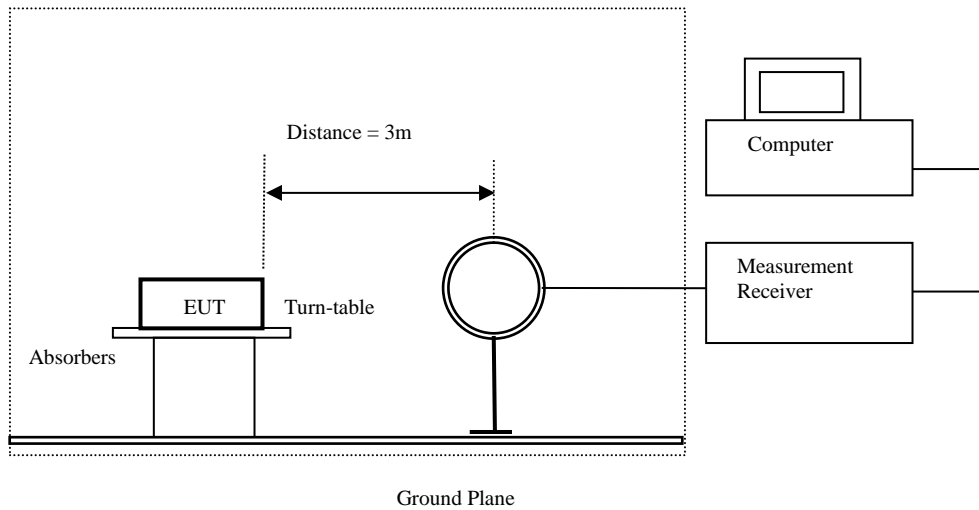 Distance = 3m
Computer
Measurement
Receiver
EUT
Turn-table
Absorbers
Ground Plane